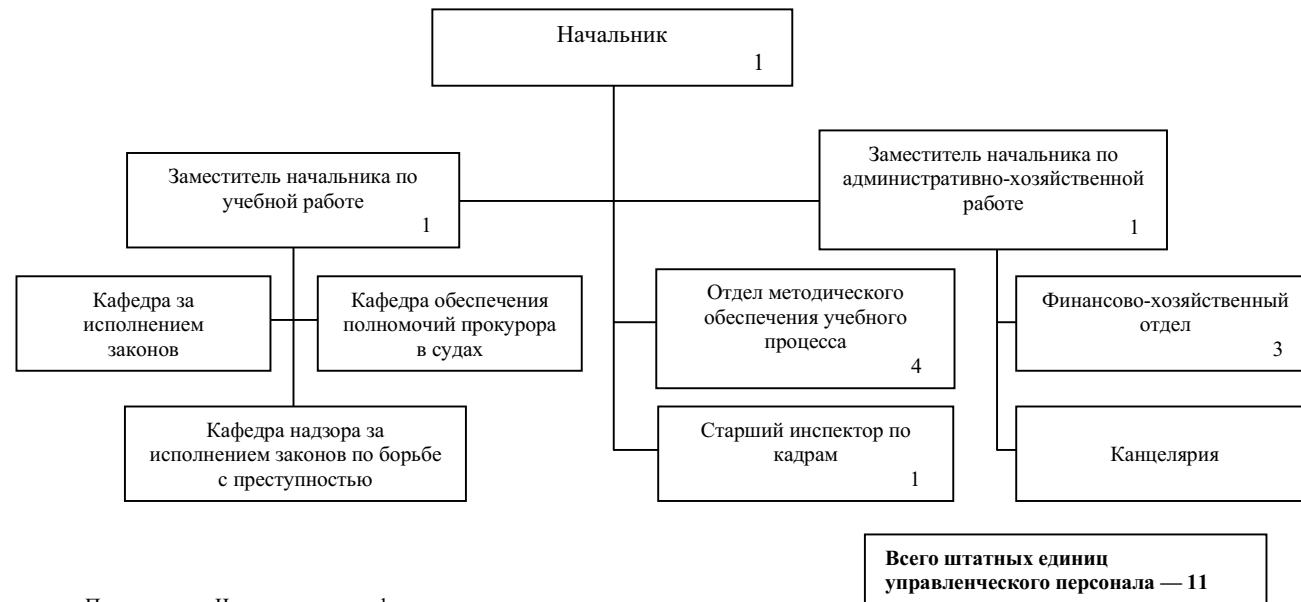 Начальник
1
Заместитель начальника по
учебной работе
1
Заместитель начальника по
административно-хозяйственной
работе
1
Кафедра за
исполнением
законов
Кафедра обеспечения
полномочий прокурора
в судах
Отдел методического
обеспечения учебного
процесса
4
Финансово-хозяйственный
отдел
3
Кафедра надзора за
исполнением законов по борьбе
с преступностью
Старший инспектор по
кадрам
1
Канцелярия
Всего штатных единиц
управленческого персонала — 11